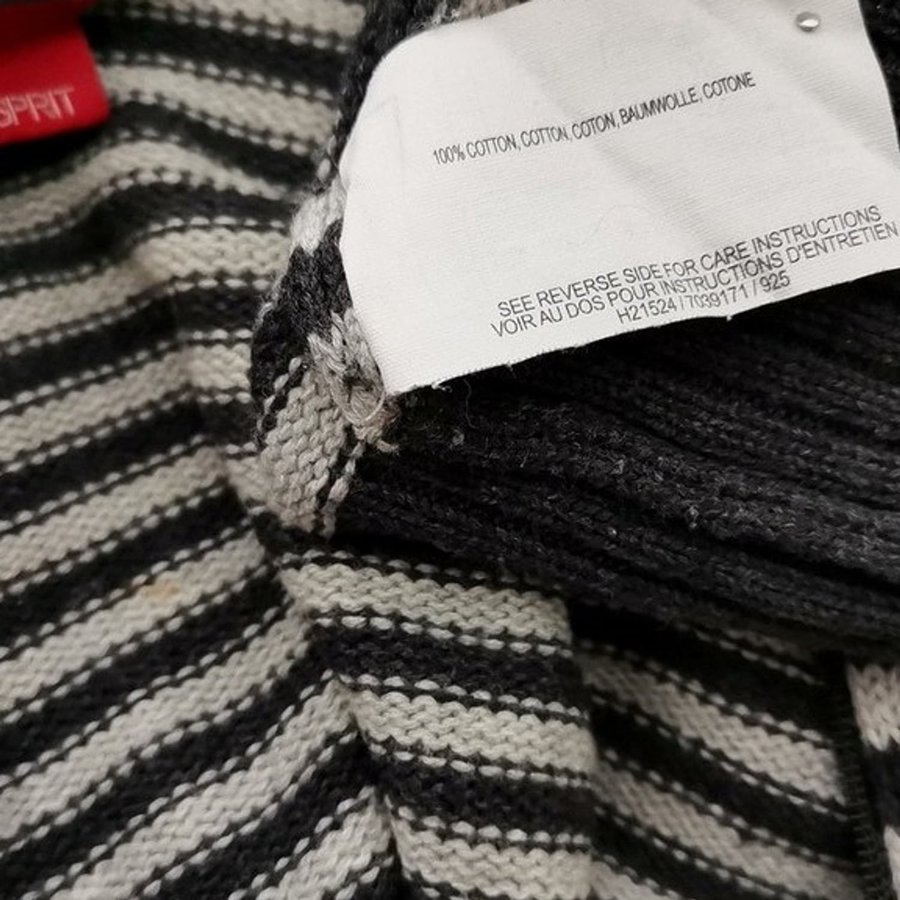 SPRIT
100% COTTON, COTTON, COTON, BAUMWOLLE, COTONE
SEE REVERSE SIDE FOR CARE INSTRUCTIONS
VOIR AU DOS POUR INSTRUCTIONS D'ENTRETIEN
H21524 / 7039171 / 925